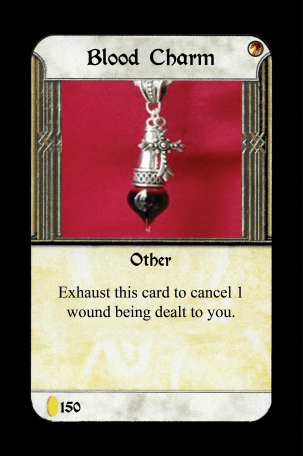 Blood Charm
Other
Exhaust this card to cancel 1
wound being dealt to you.
150